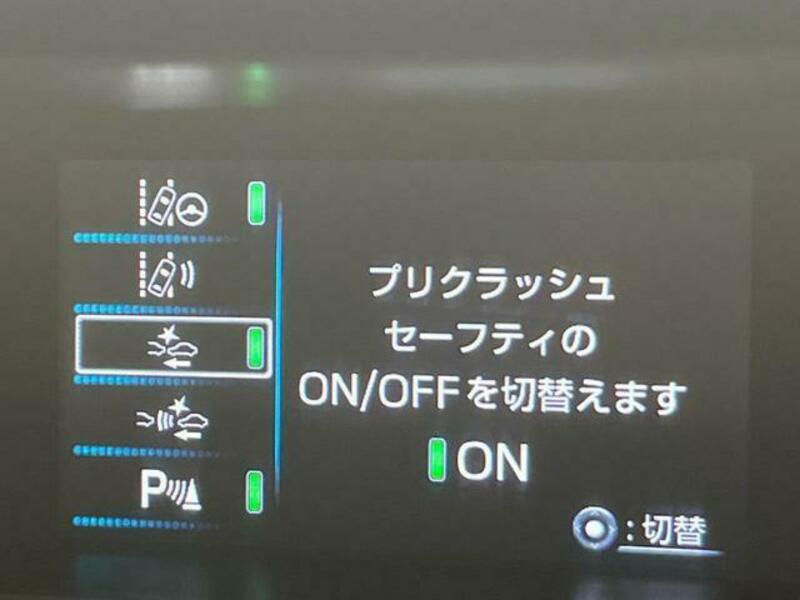 プリクラッシュ
セーフティの
ON/OFFを切替えます
ON
P
:切替